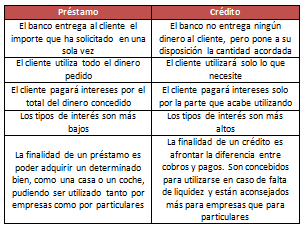 Préstamo
Crédito
El banco entrega al cliente el
importe que ha solicitado en una
sola vez
El banco no entrega ningún
dinero al cliente, pero pone a su
disposición la cantidad acordada
El cliente utiliza todo el dinero
pedido
El cliente utilizará solo lo que
necesite
El cliente pagará intereses por el
total del dinero concedido
El cliente pagará intereses solo
por la parte que acabe utilizando
Los tipos de interés son más
bajos
Los tipos de interés son más
altos
La finalidad de un préstamo es
poder adquirir un determinado
bien, como una casa o un coche,
pudiendo ser utilizado tanto por
empresas como por particulares
La finalidad de un crédito es
afrontar la diferencia entre
cobros y pagos. Son concebidos
para utilizarse en caso de falta
de liquidez y están aconsejados
más para empresas que para
particulares